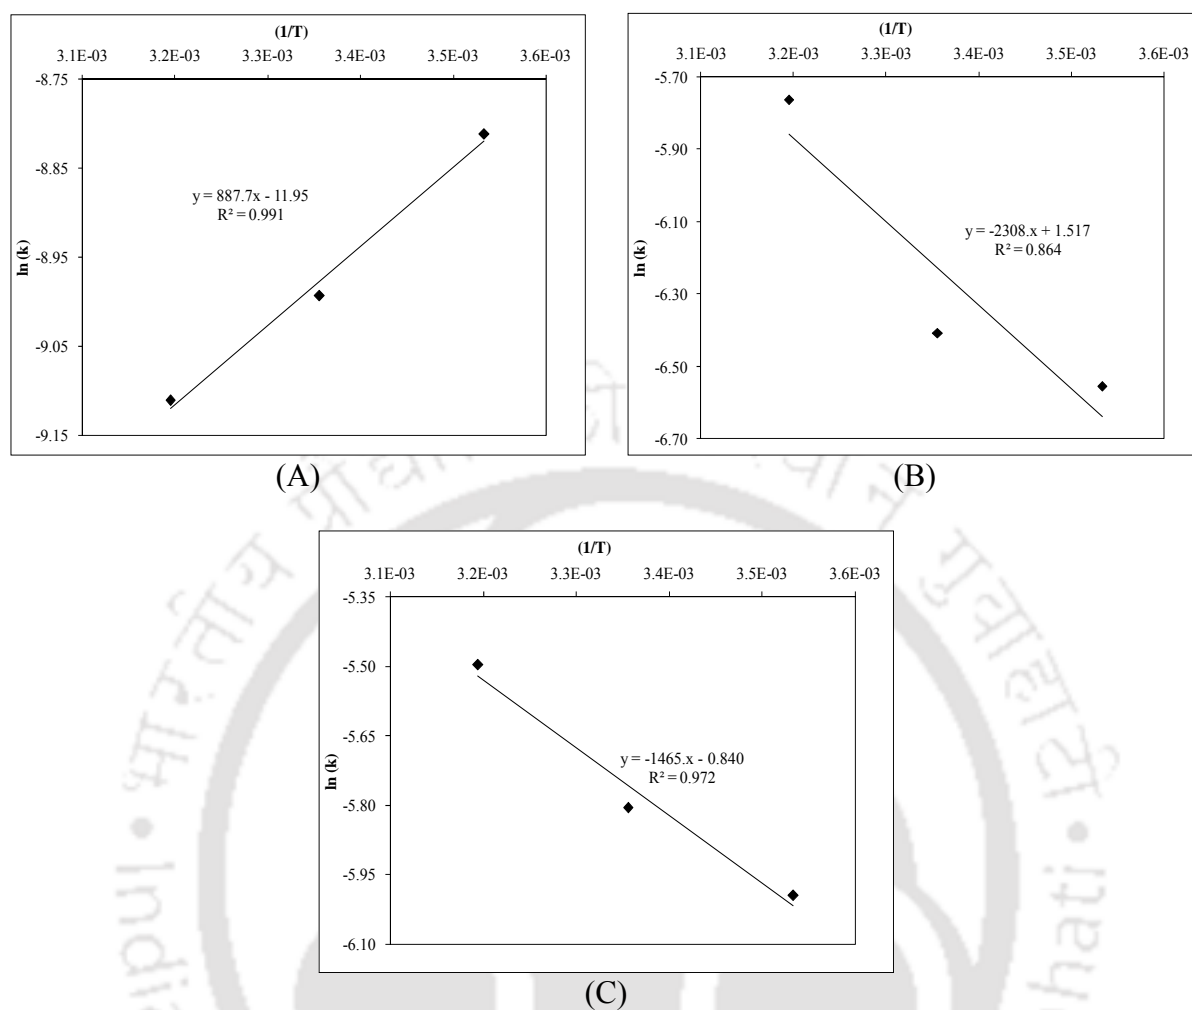 (1/T)
3.1E-03 3.2E-03 3.3E-03 3.4E-03 3.5E-03 3.6E-03
-8.75
-8.85
-8.95
-9.05
-9.15
ln (k)
y = 887.7x - 11.95
R² = 0.991
(A)
(1/T)
3.1E-03 3.2E-03 3.3E-03 3.4E-03 3.5E-03 3.6E-03
-5.70
-5.90
-6.10
-6.30
-6.50
-6.70
ln (k)
y = -2308.x + 1.517
R² = 0.864
(B)
(1/T)
3.1E-03 3.2E-03 3.3E-03 3.4E-03 3.5E-03 3.6E-03
-5.35
-5.50
-5.65
-5.80
-5.95
-6.10
ln (k)
y = -1465.x - 0.840
R² = 0.972
(C)